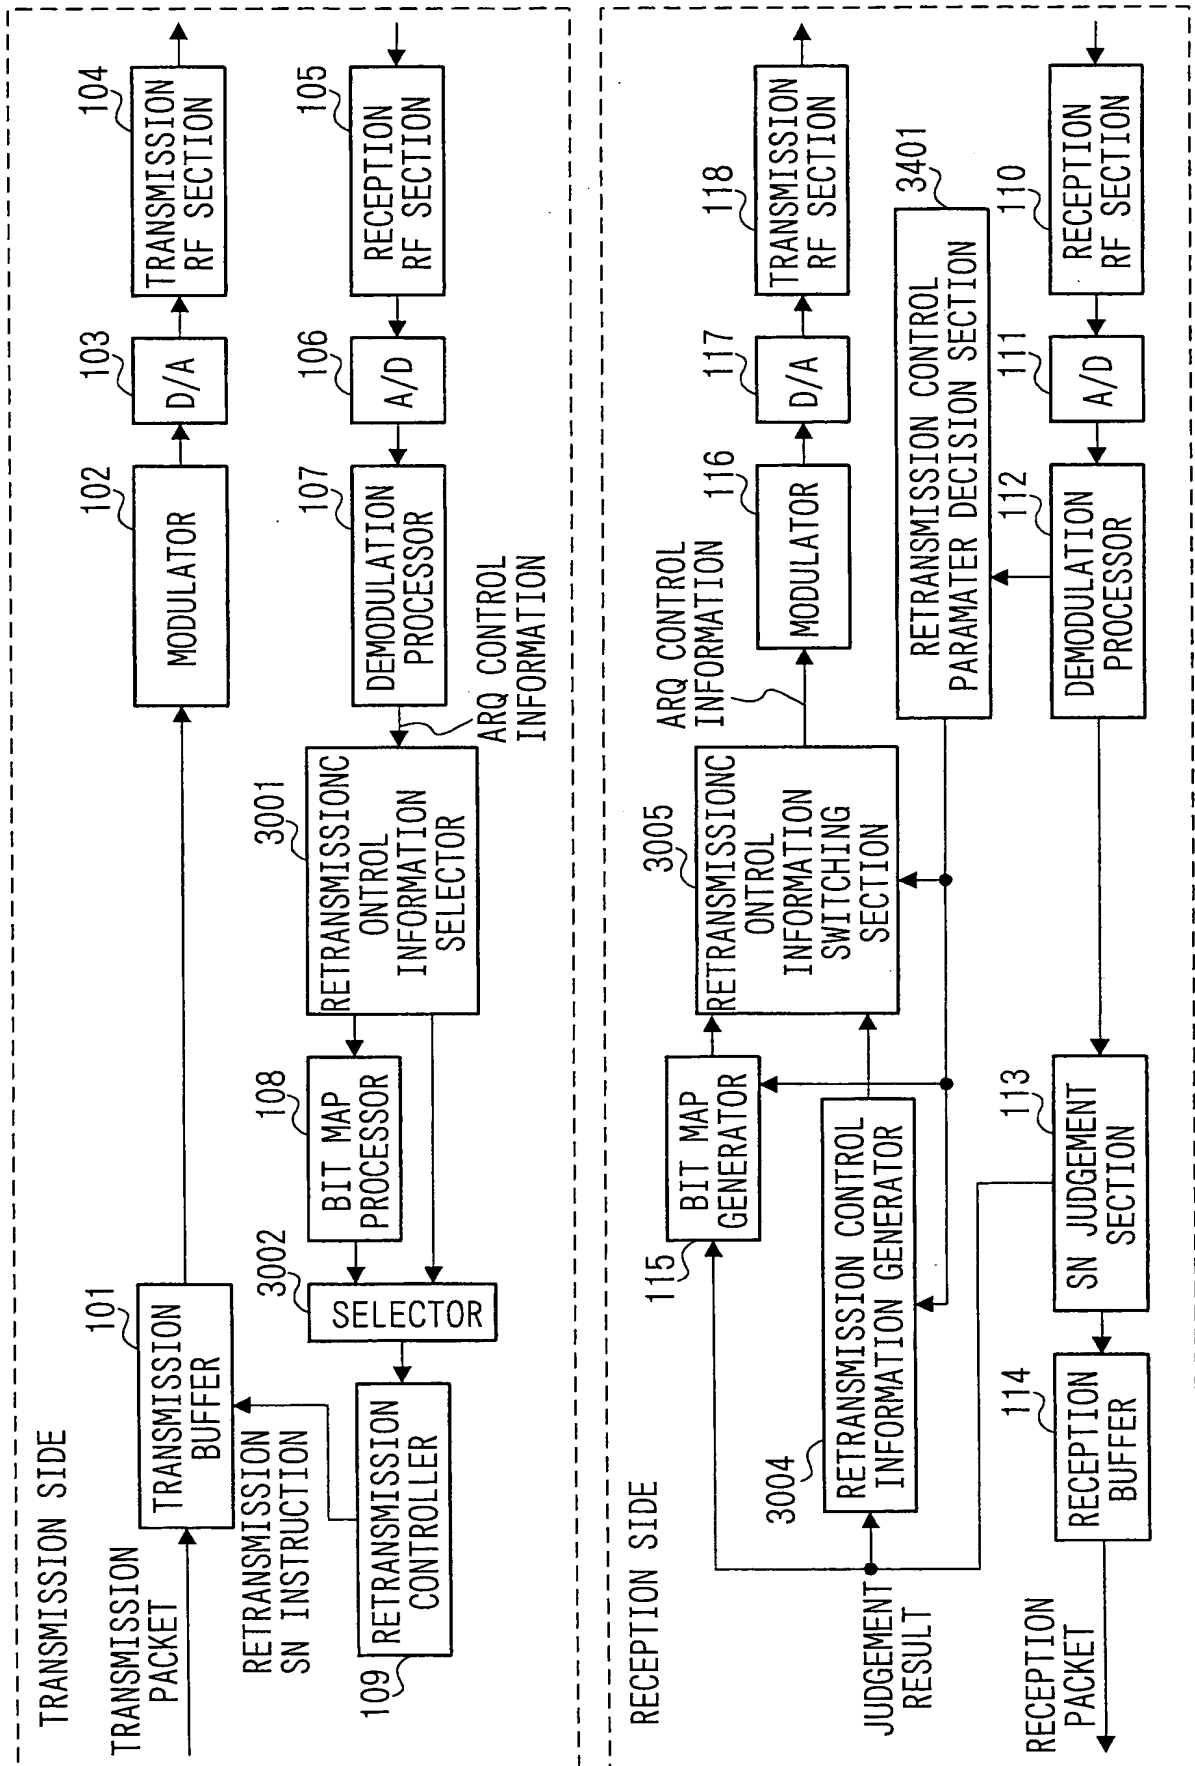 TRANSMISSION SIDE
TRANSMISSION
PACKET
101
TRANSMISSION
BUFFER
102
MODULATOR
103
D/A
104
TRANSMISSION
RF SECTION
RETRANSMISSION
SN INSTRUCTION
109
RETRANSMISSION
CONTROLLER
3002
SELECTOR
108
BIT MAP
PROCESSOR
3001
RETRANSMISSIONC
ONTROL
INFORMATION
SELECTOR
ARQ CONTROL
INFORMATION
107
DEMODULATION
PROCESSOR
106
A/D
105
RECEPTION
RF SECTION
RECEPTION SIDE
115
BIT MAP
GENERATOR
3005
RETRANSMISSIONC
ONTROL
INFORMATION
SWITCHING
SECTION
ARQ CONTROL
INFORMATION
116
MODULATOR
117
D/A
118
TRANSMISSION
RF SECTION
JUDGEMENT
RESULT
3004
RETRANSMISSION CONTROL
INFORMATION GENERATOR
3401
RETRANSMISSION CONTROL
PARAMATER DECISION SECTION
RECEPTION
PACKET
114
RECEPTION
BUFFER
113
SN JUDGEMENT
SECTION
112
DEMODULATION
PROCESSOR
111
A/D
110
RECEPTION
RF SECTION